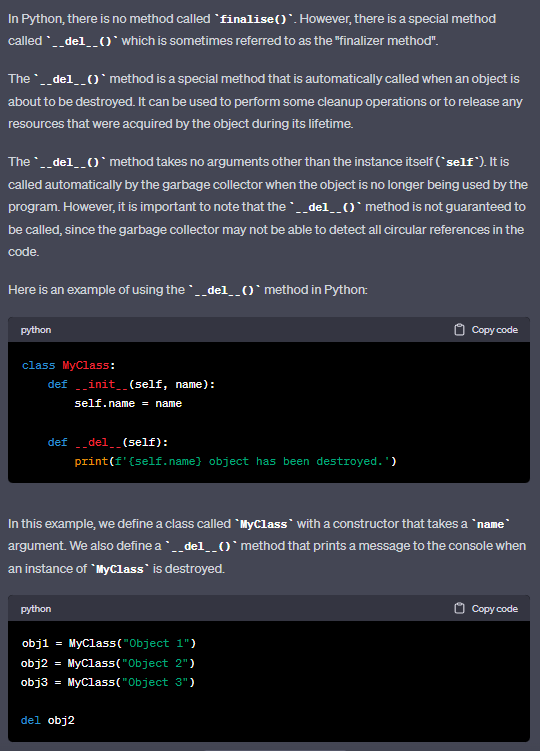 In Python, there is no method called `finalise()`. However, there is a special method
called `__del__()` which is sometimes referred to as the "finalizer method".
The `__del__()` method is a special method that is automatically called when an object is
about to be destroyed. It can be used to perform some cleanup operations or to release any
resources that were acquired by the object during its lifetime.
The `__del__()` method takes no arguments other than the instance itself (`self`). It is
called automatically by the garbage collector when the object is no longer being used by the
program. However, it is important to note that the `__del__()` method is not guaranteed to
be called, since the garbage collector may not be able to detect all circular references in the
code.
Here is an example of using the `__del__()` method in Python:
python Copy code
class MyClass:
    def __init__(self, name):
        self.name = name
    def __del__(self):
        print(f'{self.name} object has been destroyed.')
In this example, we define a class called `MyClass` with a constructor that takes a `name`
argument. We also define a `__del__()` method that prints a message to the console when
an instance of `MyClass` is destroyed.
python Copy code
obj1 = MyClass("Object 1")
obj2 = MyClass("Object 2")
obj3 = MyClass("Object 3")
del obj2